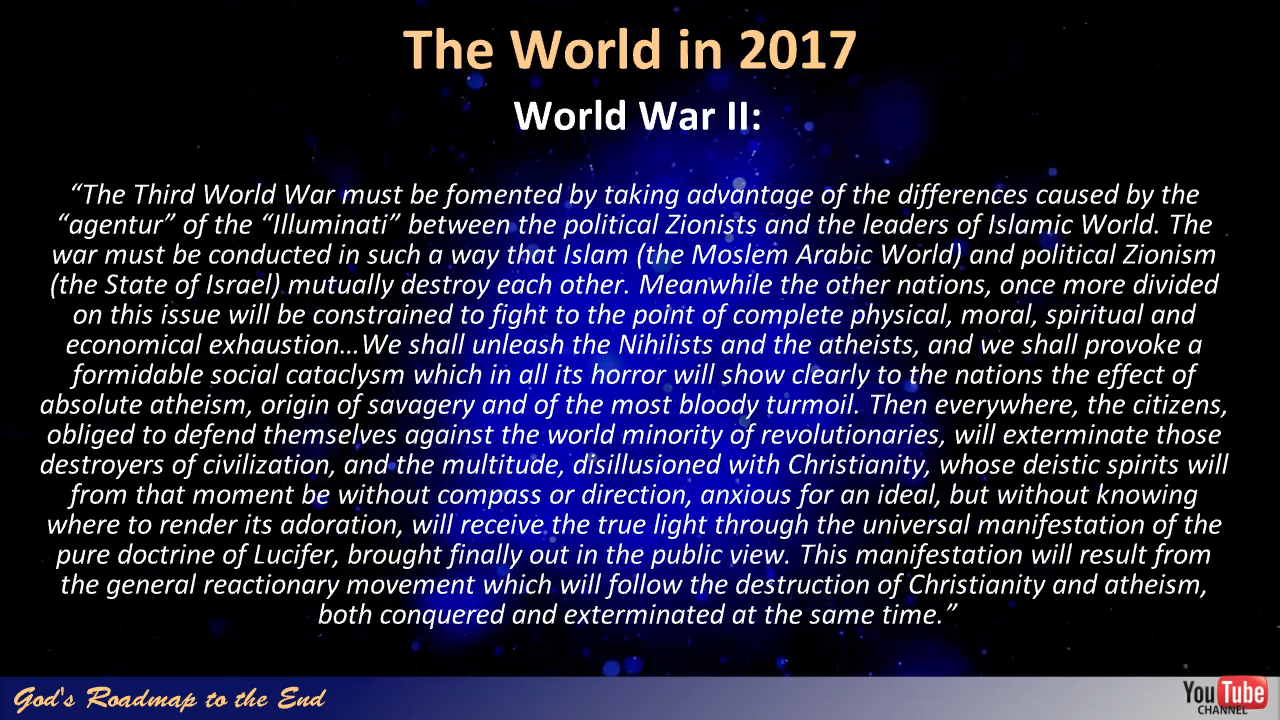 The World in 2017
World War II:
“The Third World War must be fomented by taking advantage of the differences caused by the
“agentur” of the “Illuminati” between the political Zionists and the leaders of Islamic World. The
war must be conducted in such a way that Islam (the Moslem Arabic World) and political Zionism
(the State of Israel) mutually destroy each other. Meanwhile the other nations, once more divided
on this issue will be constrained to fight to the point of complete physical, moral, spiritual and
economical exhaustion…We shall unleash the Nihilists and the atheists, and we shall provoke a
formidable social cataclysm which in all its horror will show clearly to the nations the effect of
absolute atheism, origin of savagery and of the most bloody turmoil. Then everywhere, the citizens,
obliged to defend themselves against the world minority of revolutionaries, will exterminate those
destroyers of civilization, and the multitude, disillusioned with Christianity, whose deistic spirits will
from that moment be without compass or direction, anxious for an ideal, but without knowing
where to render its adoration, will receive the true light through the universal manifestation of the
pure doctrine of Lucifer, brought finally out in the public view. This manifestation will result from
the general reactionary movement which will follow the destruction of Christianity and atheism,
both conquered and exterminated at the same time.”
God's Roadmap to the End
YouTube
CHANNEL